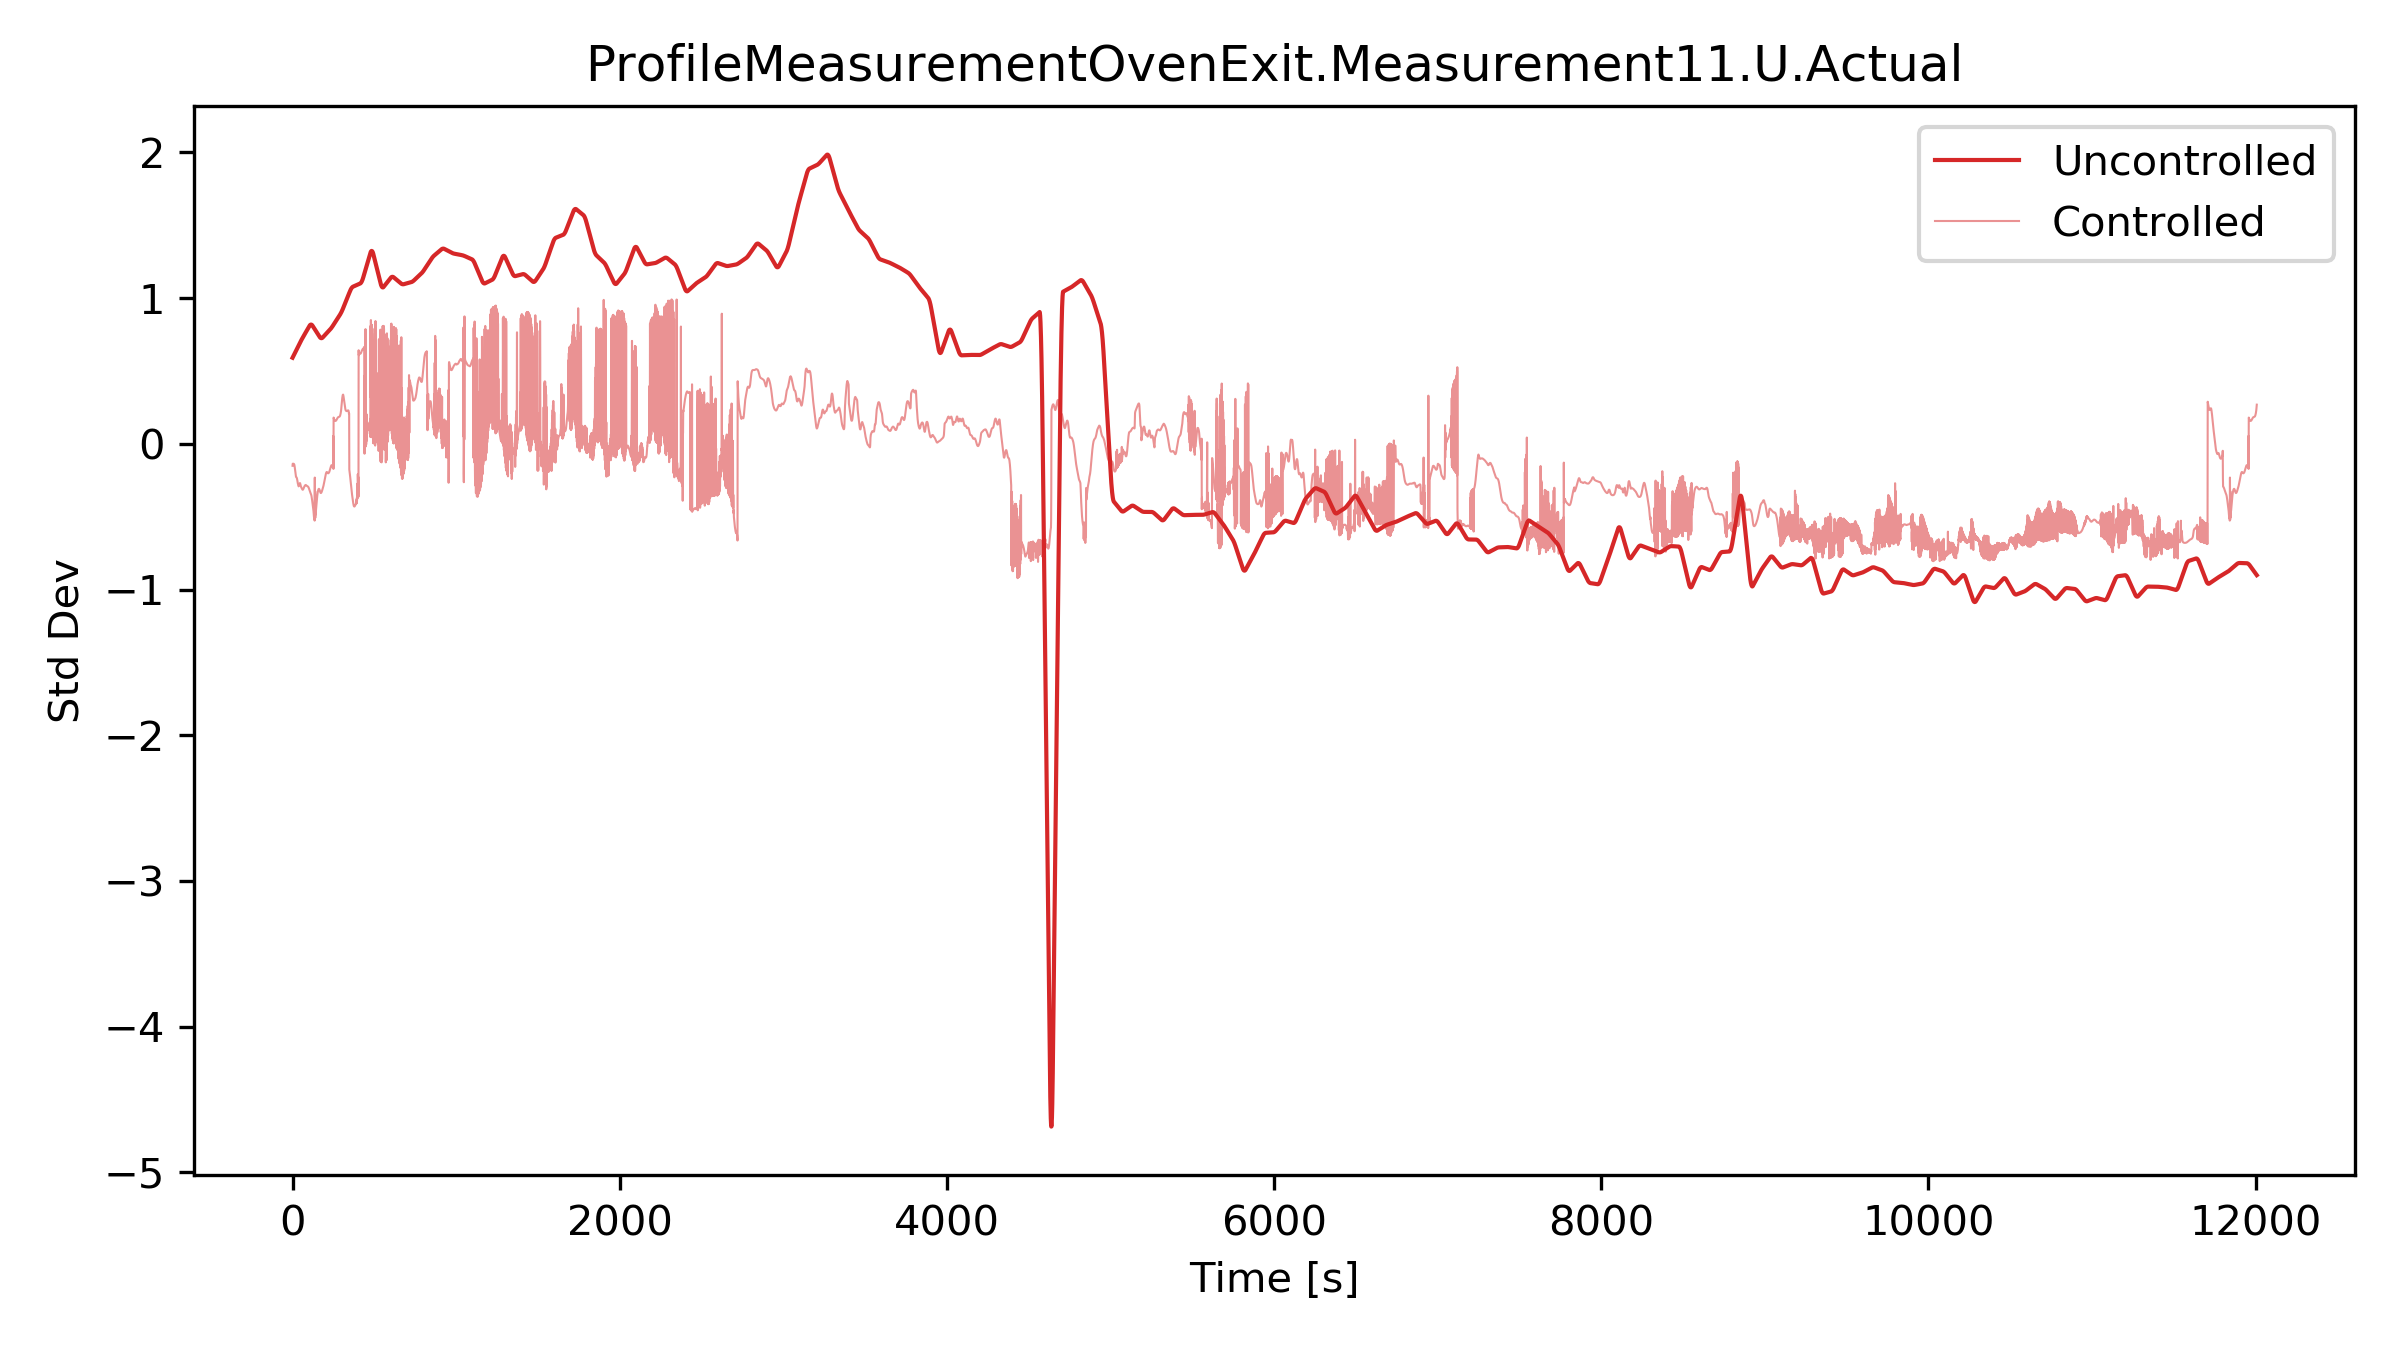 ProfileMeasurementOvenExit.Measurement11.U.Actual
Uncontrolled
Controlled
2
1
0
−1
−2
−3
−4
−5
Std Dev
0 2000 4000 6000 8000 10000 12000
Time [s]